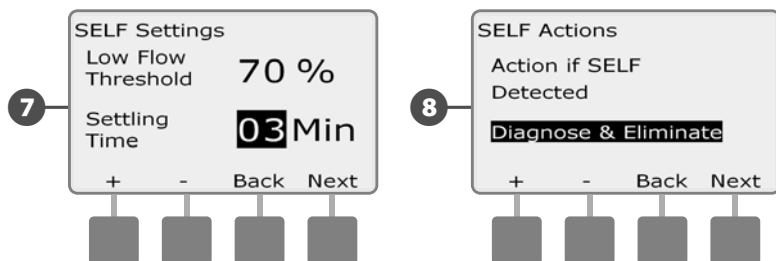 7
SELF Settings
Low Flow
Threshold 70 %
Settling
Time 03 Min
+ - Back Next
8
SELF Actions
Action if SELF
Detected
Diagnose & Eliminate
+ - Back Next